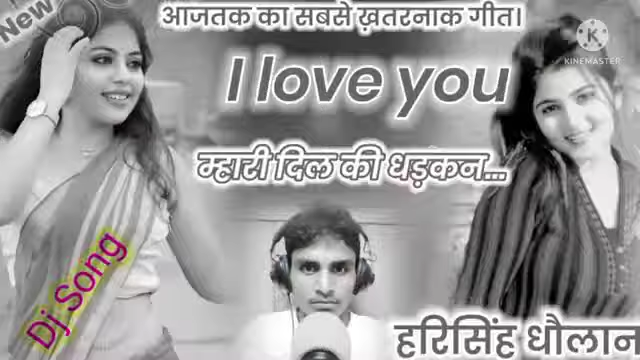 New
आजतक का सबसे ख़तरनाक गीत।
KINEMASTER
I love you
म्हारी दिल की धड़कन...
Dj Song
हरिसिंह धौलान